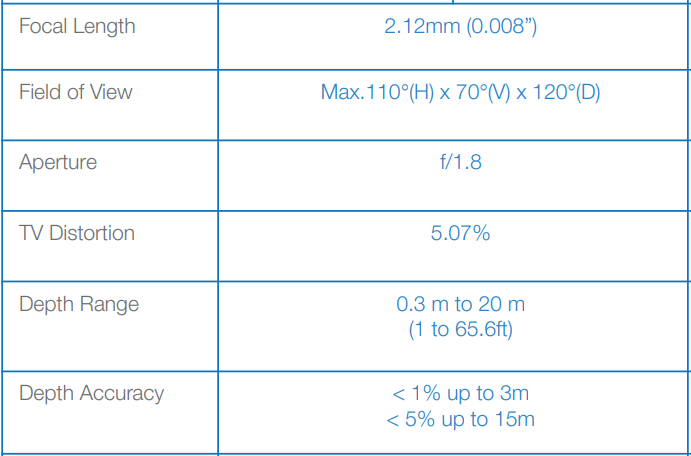 Focal Length 2.12mm (0.008”)
Field of View Max.110°(H) x 70°(V) x 120°(D)
Aperture f/1.8
TV Distortion 5.07%
Depth Range 0.3 m to 20 m
(1 to 65.6ft)
Depth Accuracy < 1% up to 3m
< 5% up to 15m